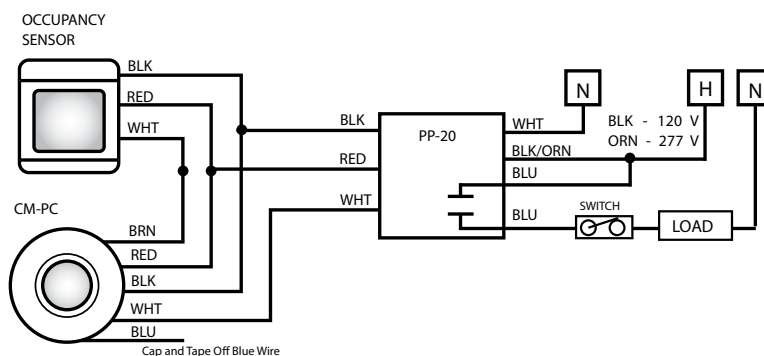 OCCUPANCY
SENSOR
BLK
RED
WHT
CM-PC
BRN
RED
BLK
WHT
BLU
Cap and Tape Off Blue Wire
BLK
RED
WHT
PP-20
WHT
BLK/ORN
BLU
BLU
N
H
N
BLK - 120 V
ORN - 277 V
SWITCH
LOAD